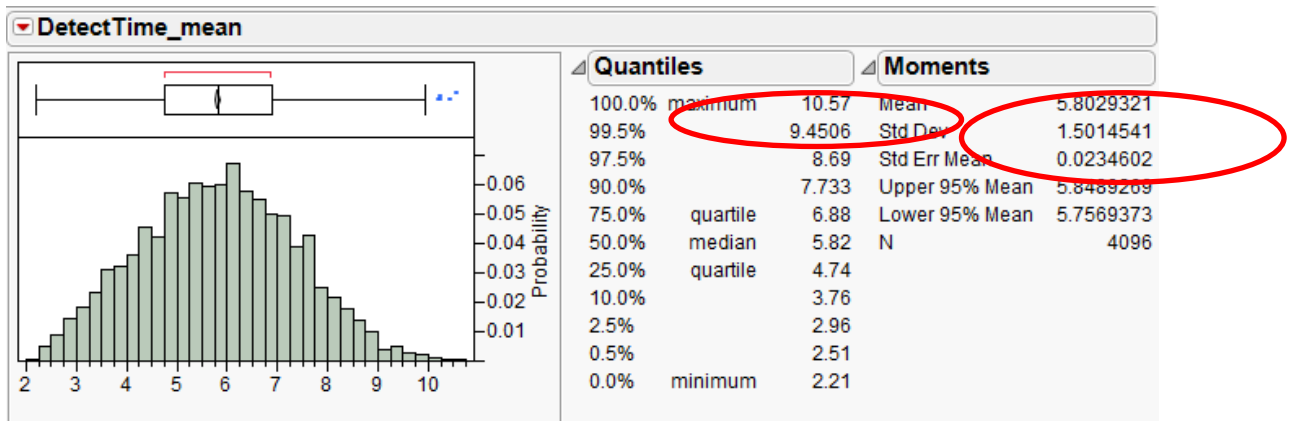 DetectTime_mean
0.06
0.05
0.04
0.03
0.02
0.01
Probability
2 3 4 5 6 7 8 9 10
Quantiles
100.0% maximum 10.57
99.5% 9.4506
97.5% 8.69
90.0% 7.733
75.0% quartile 6.88
50.0% median 5.82
25.0% quartile 4.74
10.0% 3.76
2.5% 2.96
0.5% 2.51
0.0% minimum 2.21
Moments
Mean 5.8029321
Std Dev 1.5014541
Std Err Mean 0.0234602
Upper 95% Mean 5.8489269
Lower 95% Mean 5.7569373
N 4096